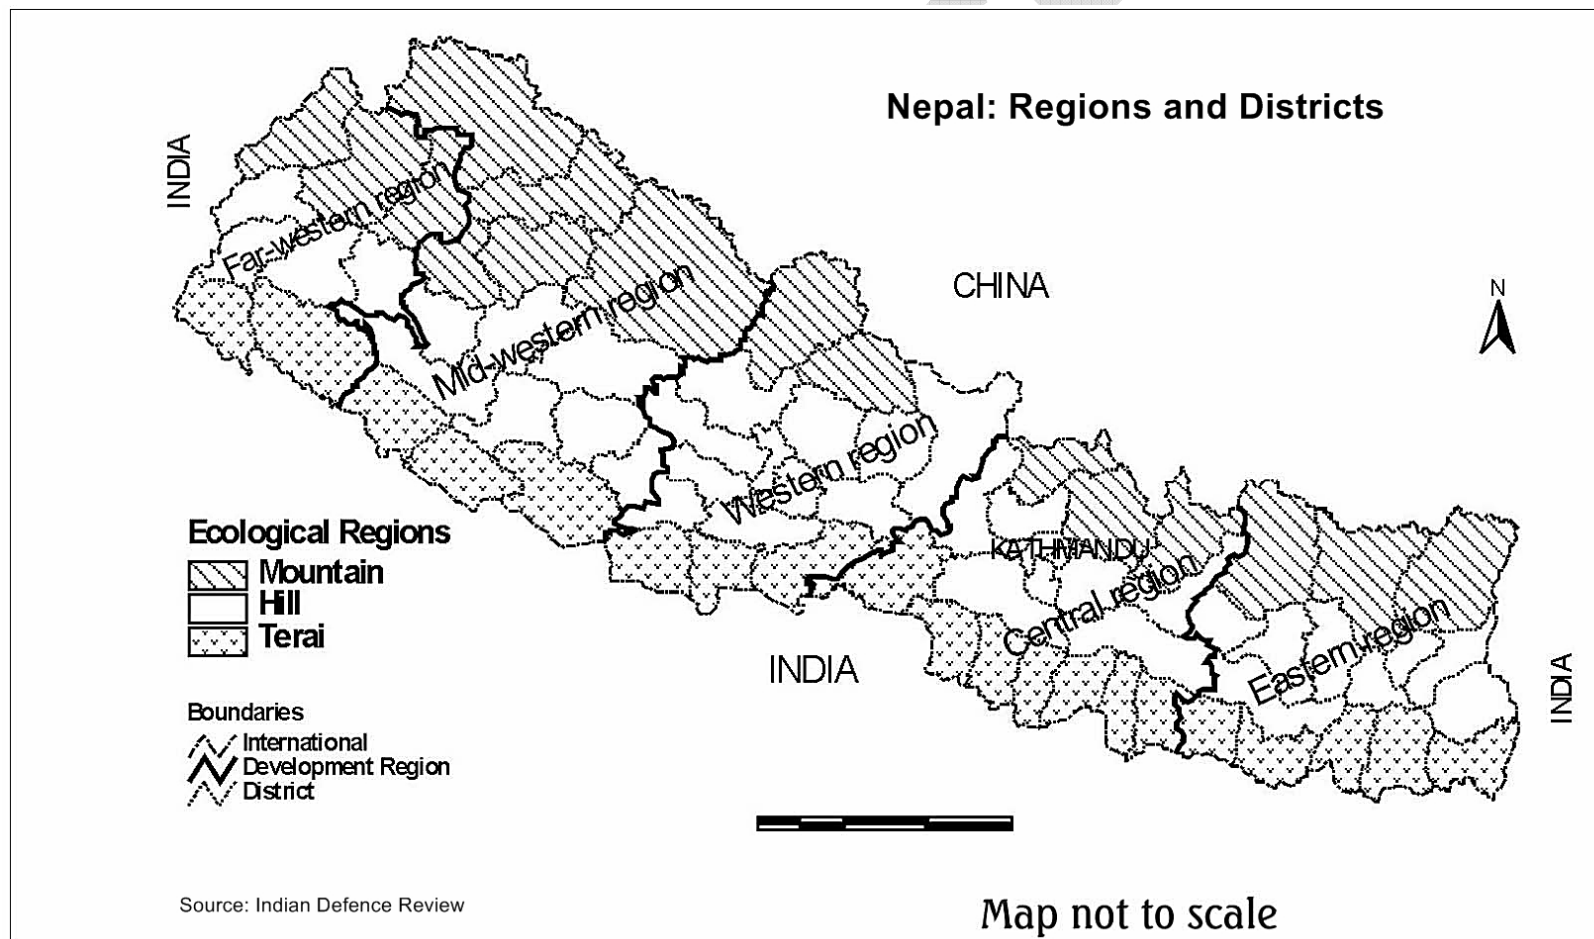 Nepal: Regions and Districts
INDIA
Far-western region
CHINA
N
Mid-western region
Western region
Ecological Regions
Mountain
Hill
Terai
KATHMANDU
Central region
Eastern region
INDIA
INDIA
Boundaries
International
Development Region
District
Source: Indian Defence Review
Map not to scale